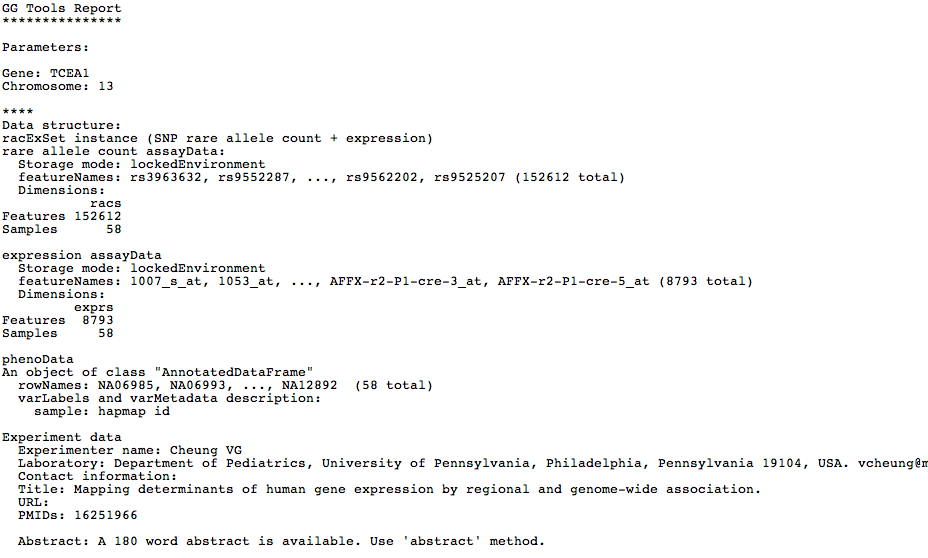 GG Tools Report
***************
Parameters:
Gene: TCEA1
Chromosome: 13
****
Data structure:
racExSet instance (SNP rare allele count + expression)
rare allele count assayData:
Storage mode: lockedEnvironment
featureNames: rs3963632, rs9552287, ..., rs9562202, rs9525207 (152612 total)
Dimensions:
racs
Features 152612
Samples 58
expression assayData
Storage mode: lockedEnvironment
featureNames: 1007_s_at, 1053_at, ..., AFFX-r2-P1-cre-3_at, AFFX-r2-P1-cre-5_at (8793 total)
Dimensions:
exprs
Features 8793
Samples 58
phenoData
An object of class "AnnotatedDataFrame"
rowNames: NA06985, NA06993, ..., NA12892 (58 total)
varLabels and varMetadata description:
sample: hapmap id
Experiment data
Experimenter name: Cheung VG
Laboratory: Department of Pediatrics, University of Pennsylvania, Philadelphia, Pennsylvania 19104, USA. vcheung@m
Contact information:
Title: Mapping determinants of human gene expression by regional and genome-wide association.
URL:
PMIDs: 16251966
Abstract: A 180 word abstract is available. Use 'abstract' method.